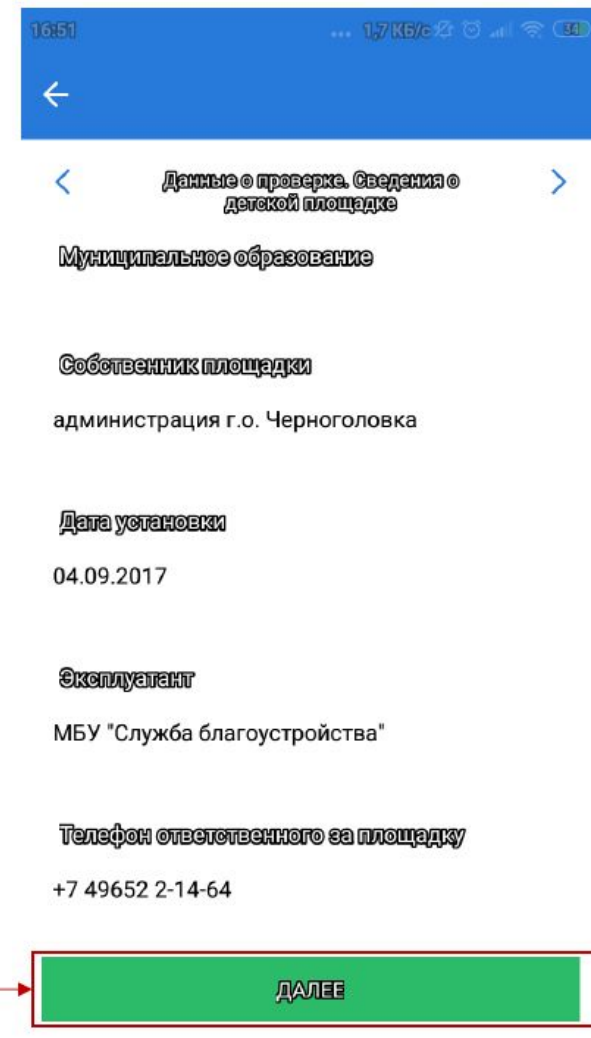 16:51 ... 1,7 КБ/с 34
Данные о проверке. Сведения о
детской площадке
Муниципальное образование
Собственник площадки
администрация г.о. Черноголовка
Дата установки
04.09.2017
Эксплуатант
МБУ "Служба благоустройства"
Телефон ответственного за площадку
+7 49652 2-14-64
ДАЛЕЕ